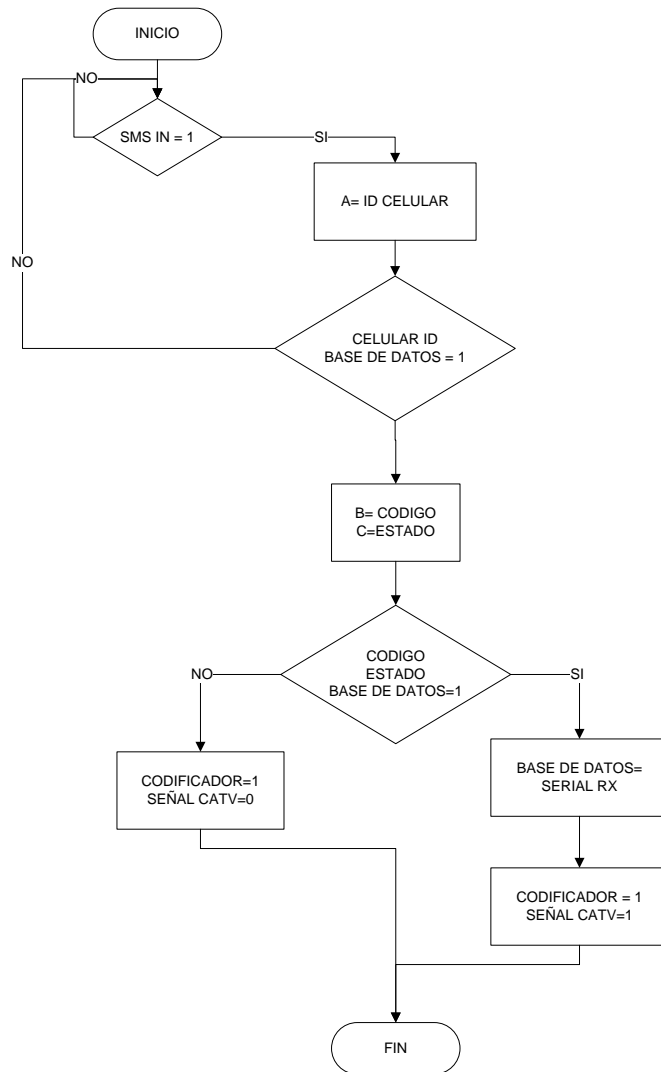 INICIO
NO
SMS IN = 1
SI
A= ID CELULAR
NO
CELULAR ID
BASE DE DATOS = 1
B= CODIGO
C=ESTADO
CODIGO
ESTADO
BASE DE DATOS=1
NO
SI
CODIFICADOR=1
SEÑAL CATV=0
BASE DE DATOS=
SERIAL RX
CODIFICADOR = 1
SEÑAL CATV=1
FIN